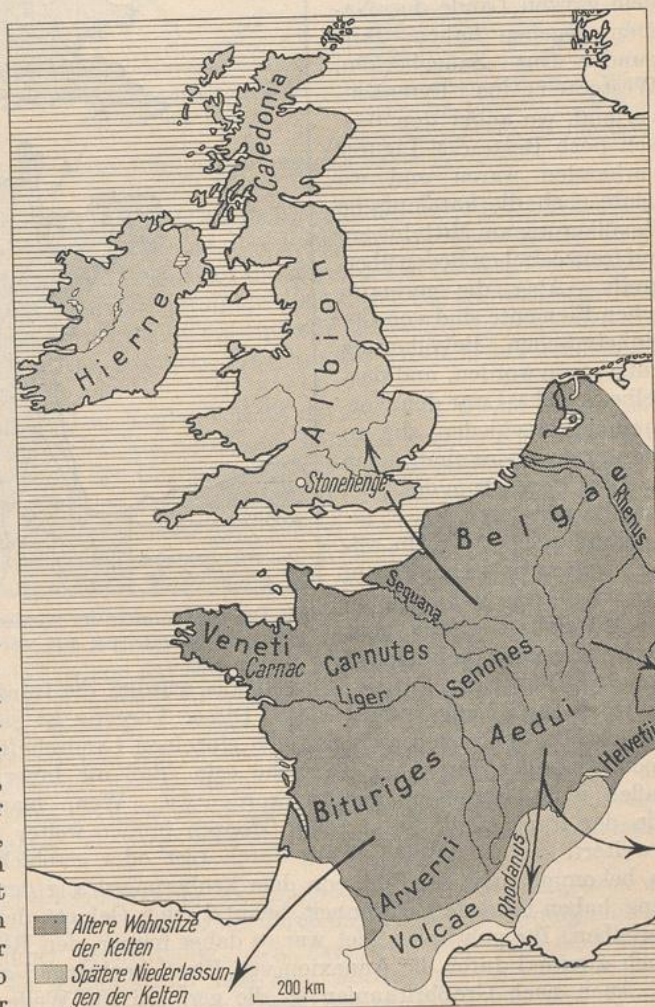 Caledonia
Hierne
Albion
Stonehenge
Belgae
Rhenus
Sequana
Veneti
Carnac
Carnutes
Senones
Liger
Aedui
Helvetii
Bituriges
Arverni
Rhodanus
Volcae
Ältere Wohnsitze
der Kelten
Spätere Niederlassun-
gen der Kelten
200 km